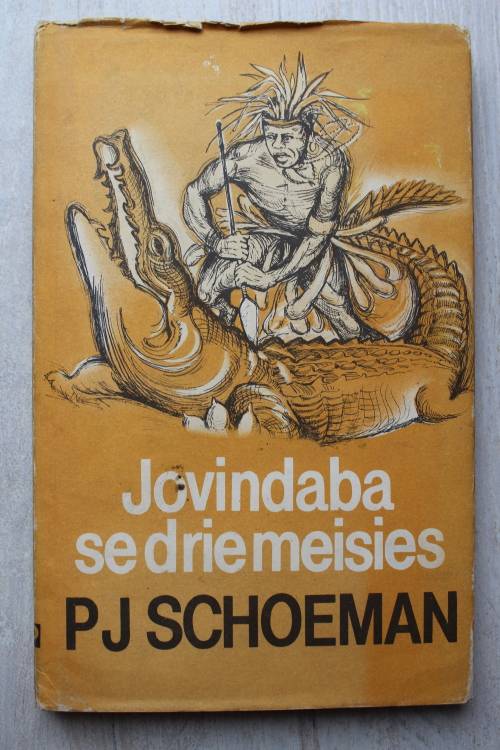 Jovindaba
se drie meisies
PJ SCHOEMAN